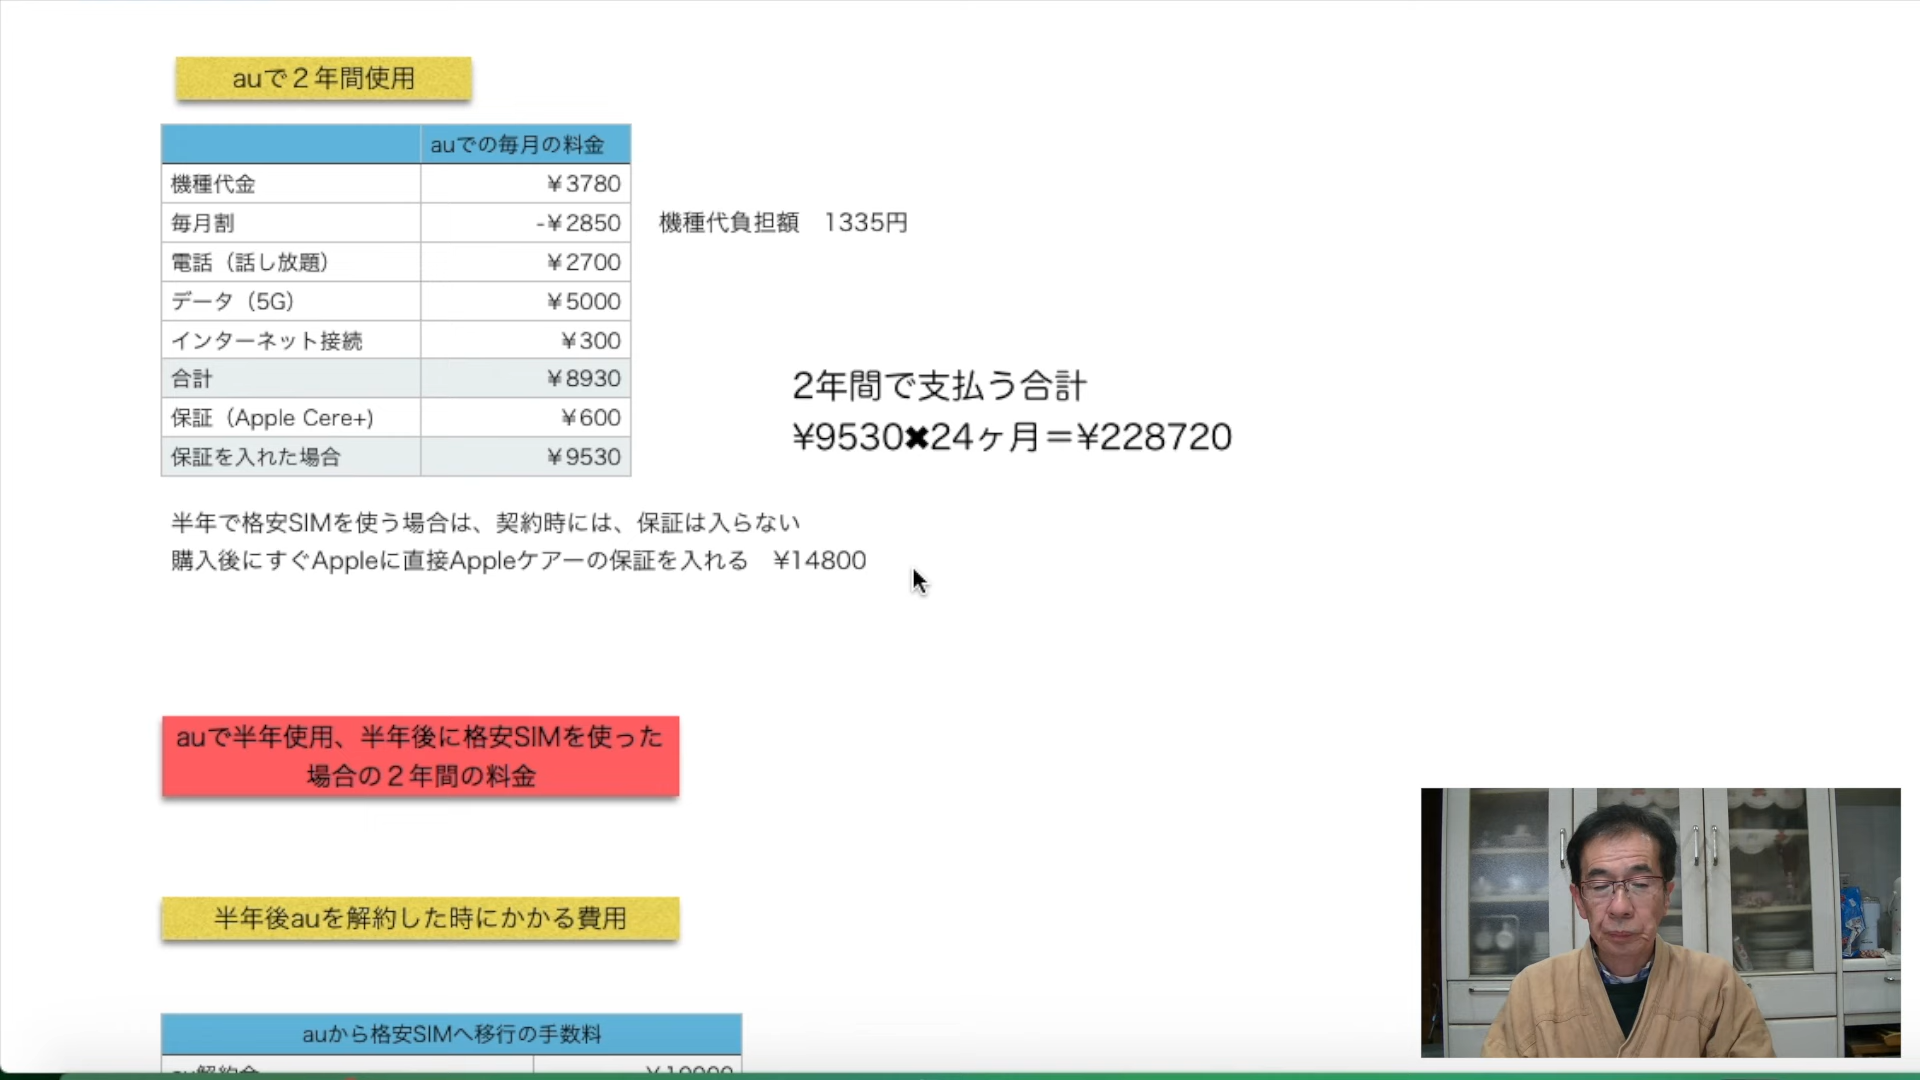 auで２年間使用
auでの毎月の料金
機種代金 ¥3780
毎月割 -¥2850 機種代負担額 1335円
電話（話し放題） ¥2700
データ（5G） ¥5000
インターネット接続 ¥300
合計 ¥8930
保証（Apple Cere+) ¥600
保証を入れた場合 ¥9530
2年間で支払う合計
¥9530✖24ヶ月＝¥228720
半年で格安SIMを使う場合は、契約時には、保証は入らない
購入後にすぐAppleに直接Appleケアーの保証を入れる ¥14800
auで半年使用、半年後に格安SIMを使った
場合の２年間の料金
半年後auを解約した時にかかる費用
auから格安SIMへ移行の手数料
au解約金